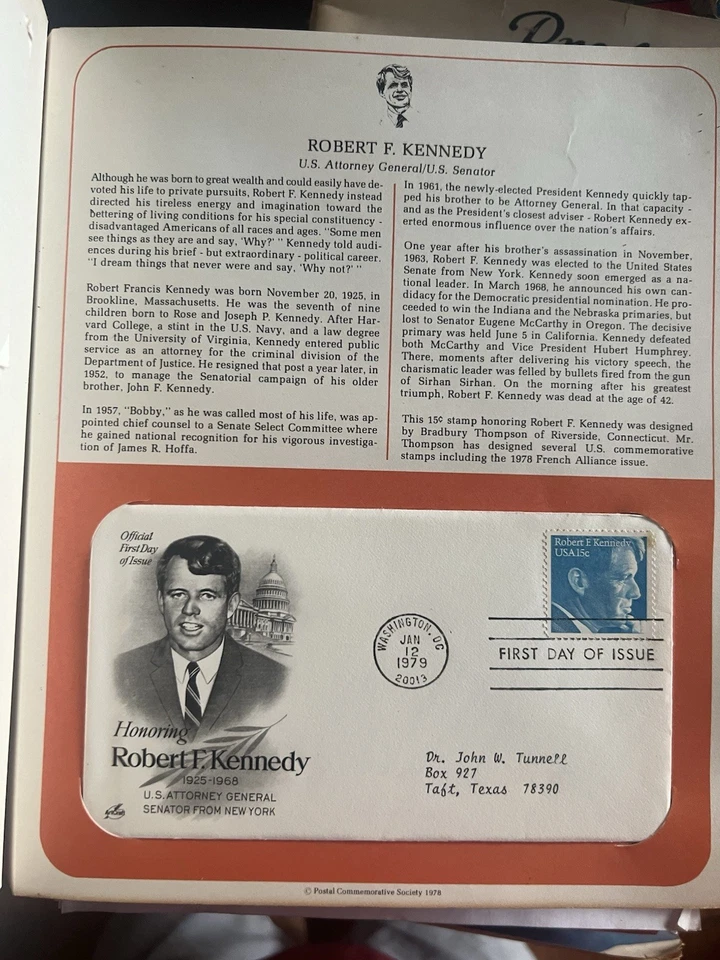 ROBERT F. KENNEDY
U.S. Attorney General/U.S. Senator
Although he was born to great wealth and could easily have de-
voted his life to private pursuits, Robert F. Kennedy instead
directed his tireless energy and imagination toward the
bettering of living conditions for his special constituency -
disadvantaged Americans of all races and ages. "Some men
see things as they are and say, 'Why?' " Kennedy told audi-
ences during his brief - but extraordinary - political career.
"I dream things that never were and say, 'Why not?' "
Robert Francis Kennedy was born November 20, 1925, in
Brookline, Massachusetts. He was the seventh of nine
children born to Rose and Joseph P. Kennedy. After Har-
vard College, a stint in the U.S. Navy, and a law degree
from the University of Virginia, Kennedy entered public
service as an attorney for the criminal division of the
Department of Justice. He resigned that post a year later, in
1952, to manage the Senatorial campaign of his older
brother, John F. Kennedy.
In 1957, "Bobby," as he was called most of his life, was ap-
pointed chief counsel to a Senate Select Committee where
he gained national recognition for his vigorous investiga-
tion of James R. Hoffa.
In 1961, the newly-elected President Kennedy quickly tap-
ped his brother to be Attorney General. In that capacity -
and as the President's closest adviser - Robert Kennedy ex-
erted enormous influence over the nation's affairs.
One year after his brother's assassination in November,
1963, Robert F. Kennedy was elected to the United States
Senate from New York. Kennedy soon emerged as a na-
tional leader. In March 1968, he announced his own can-
didacy for the Democratic presidential nomination. He pro-
ceeded to win the Indiana and the Nebraska primaries, but
lost to Senator Eugene McCarthy in Oregon. The decisive
primary was held June 5 in California. Kennedy defeated
both McCarthy and Vice President Hubert Humphrey.
There, moments after delivering his victory speech, the
charismatic leader was felled by bullets fired from the gun
of Sirhan Sirhan. On the morning after his greatest
triumph, Robert F. Kennedy was dead at the age of 42.
This 15¢ stamp honoring Robert F. Kennedy was designed
by Bradbury Thompson of Riverside, Connecticut. Mr.
Thompson has designed several U.S. commemorative
stamps including the 1978 French Alliance issue.
Official
First Day
of Issue
Robert F. Kennedy
USA 15c
WASHINGTON, DC
JAN
12
1979
20013
FIRST DAY OF ISSUE
Honoring
Robert F. Kennedy
1925-1968
U.S. ATTORNEY GENERAL
SENATOR FROM NEW YORK
Dr. John W. Tunnell
Box 927
Taft, Texas 78390
© Postal Commemorative Society 1978